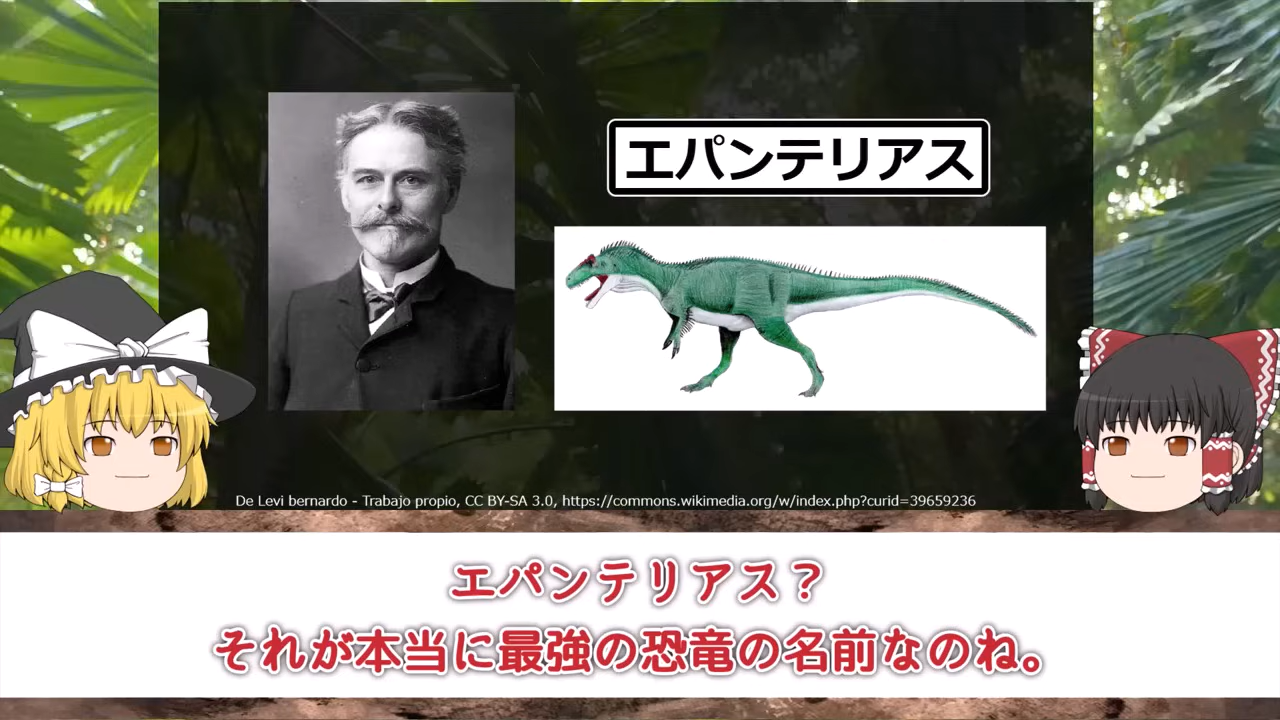 エパンテリアス
De Levi bernardo - Trabajo propio, CC BY-SA 3.0, https://commons.wikimedia.org/w/index.php?curid=39659236
エパンテリアス？
それが本当に最強の恐竜の名前なのね。